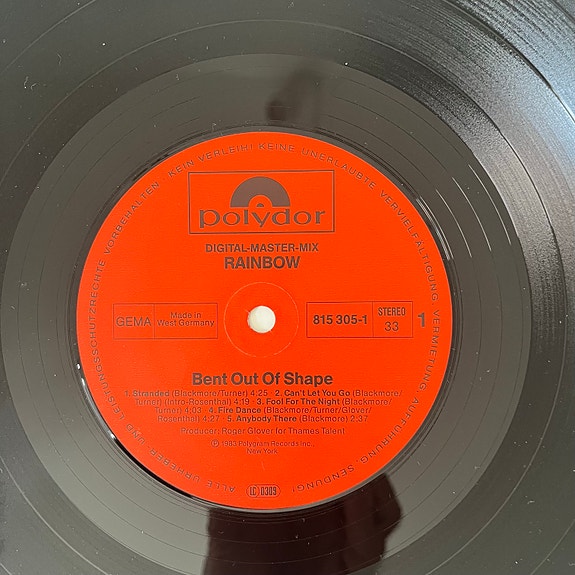 ALLE URHEBER- UND LEISTUNGSSCHUTZRECHTE VORBEHALTEN. KEIN VERLEIH! KEINE UNERLAUBTE VERVIELFÄLTIGUNG, VERMIETUNG, AUFFÜHRUNG, SENDUNG!
polydor
DIGITAL-MASTER-MIX
RAINBOW
GEMA
Made in
West Germany
815 305-1
STEREO
33
1
Bent Out Of Shape
1. Stranded (Blackmore/Turner) 4:25 · 2. Can't Let You Go (Blackmore/
Turner) (Intro-Rosenthal) 4:19 · 3. Fool For The Night (Blackmore/
Turner) 4:03 · 4. Fire Dance (Blackmore/Turner/Glover/
Rosenthal) 4:27 · 5. Anybody There (Blackmore) 2:37
Producer: Roger Glover for Thames Talent
℗ 1983 Polygram Records Inc.,
New York
LC 0309